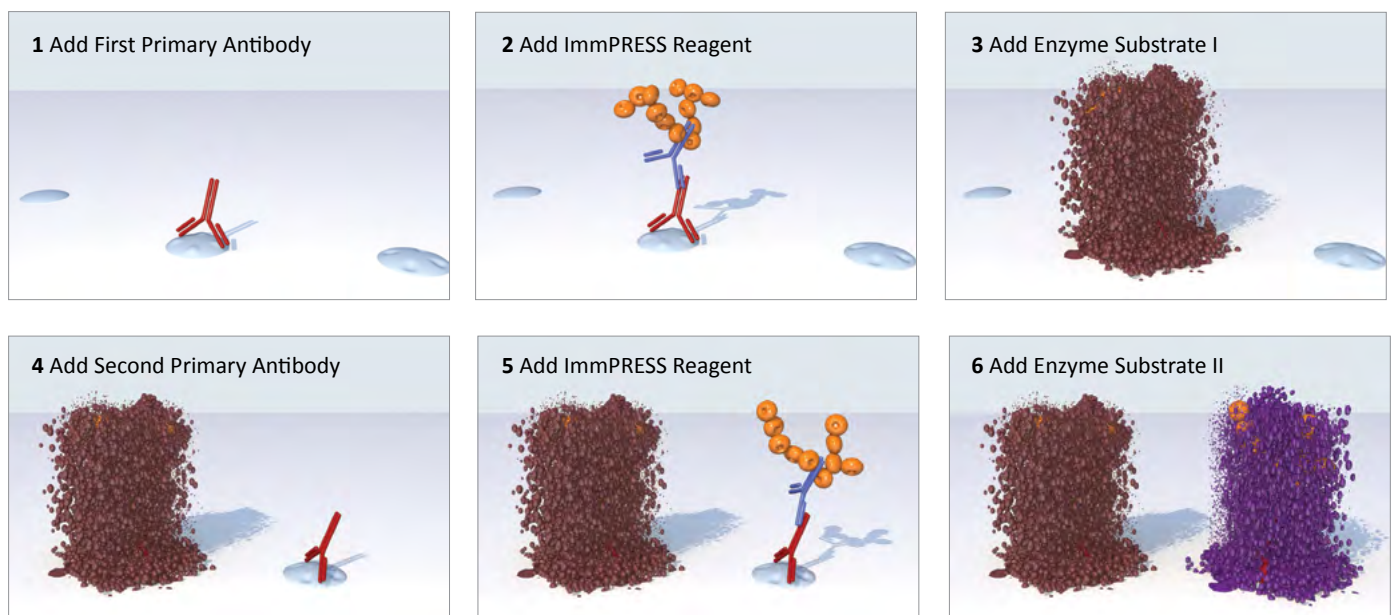 1 Add First Primary Antibody
2 Add ImmPRESS Reagent
3 Add Enzyme Substrate I
4 Add Second Primary Antibody
5 Add ImmPRESS Reagent
6 Add Enzyme Substrate II